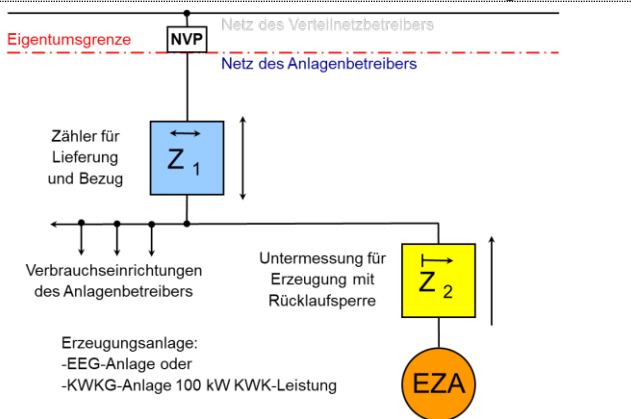 Netz des Verteilnetzbetreibers
Eigentumsgrenze
NVP
Netz des Anlagenbetreibers
Zähler für
Lieferung
und Bezug
Z 1
Verbrauchseinrichtungen
des Anlagenbetreibers
Untermessung für
Erzeugung mit
Rücklaufsperre
Z 2
Erzeugungsanlage:
-EEG-Anlage oder
-KWKG-Anlage 100 kW KWK-Leistung
EZA